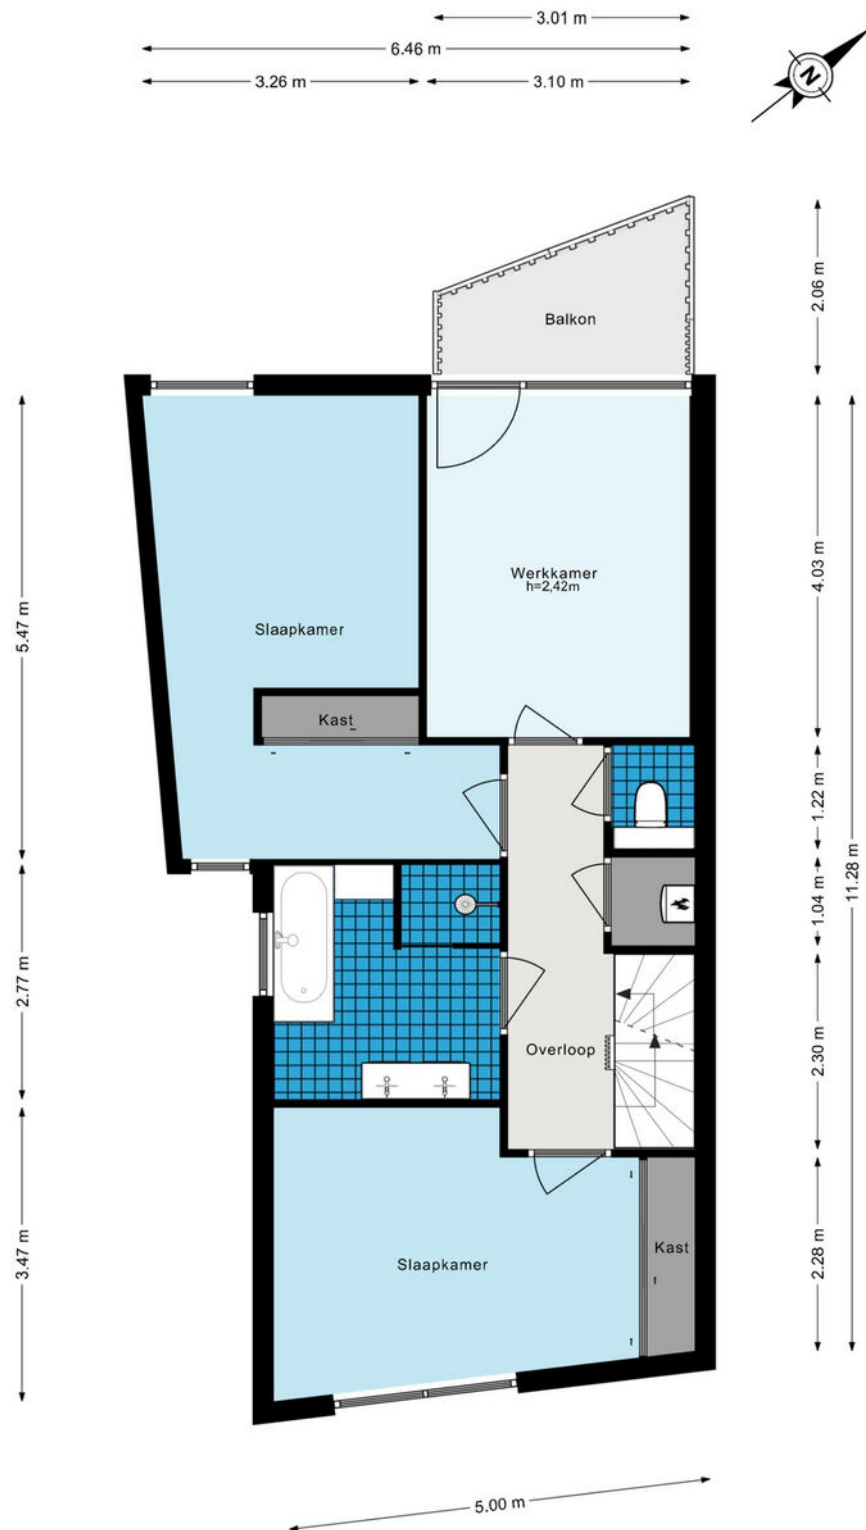 3.01 m
6.46 m
3.26 m
3.10 m
N
2.06 m
Balkon
5.47 m
4.03 m
Werkkamer
h=2,42m
Slaapkamer
Kast
1.22 m
1.04 m
11.28 m
2.77 m
2.30 m
Overloop
3.47 m
2.28 m
Kast
Slaapkamer
5.00 m